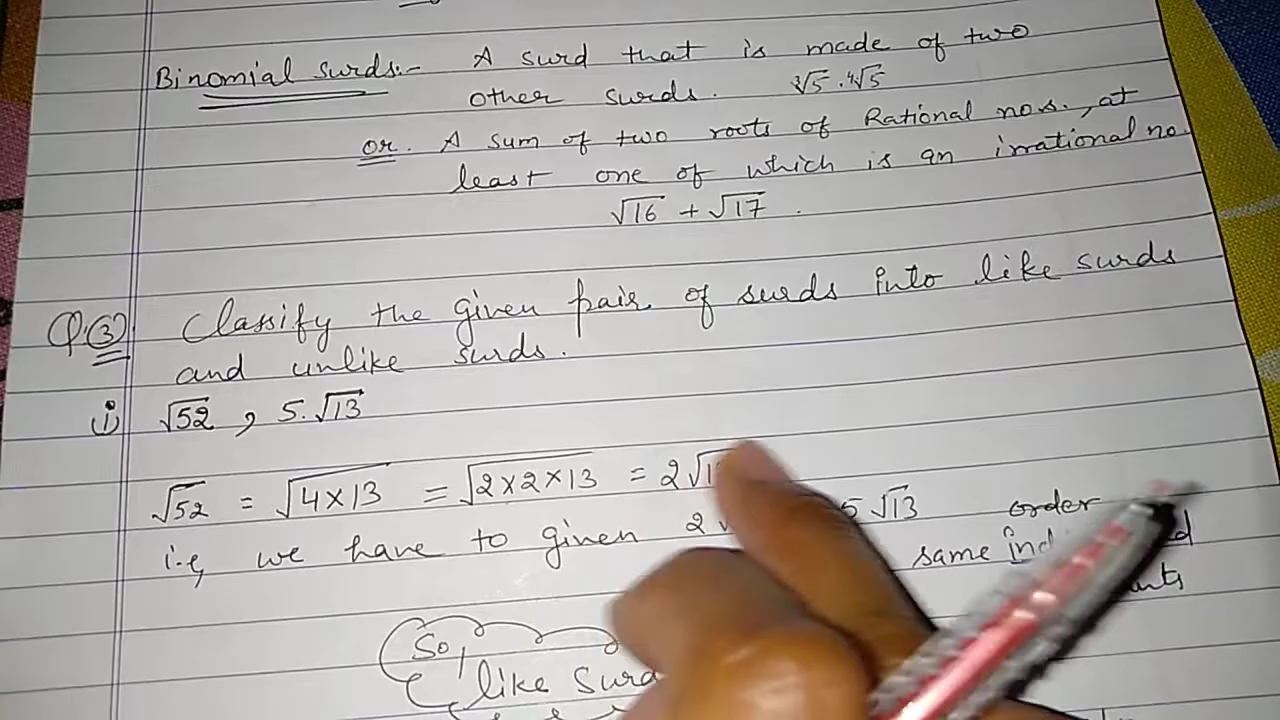 Binomial surds:- A surd that is made of two
other surds. ∛5 . ∜5
or. A sum of two roots of Rational nos., at
least one of which is an irrational no.
√16 + √17 .
Q.③ Classify the given pair of surds into like surds
and unlike surds.
i) √52 , 5.√13
√52 = √4×13 = √2×2×13 = 2√1
i.e, we have to given 2√ 5√13 order
same
So,
like Surd